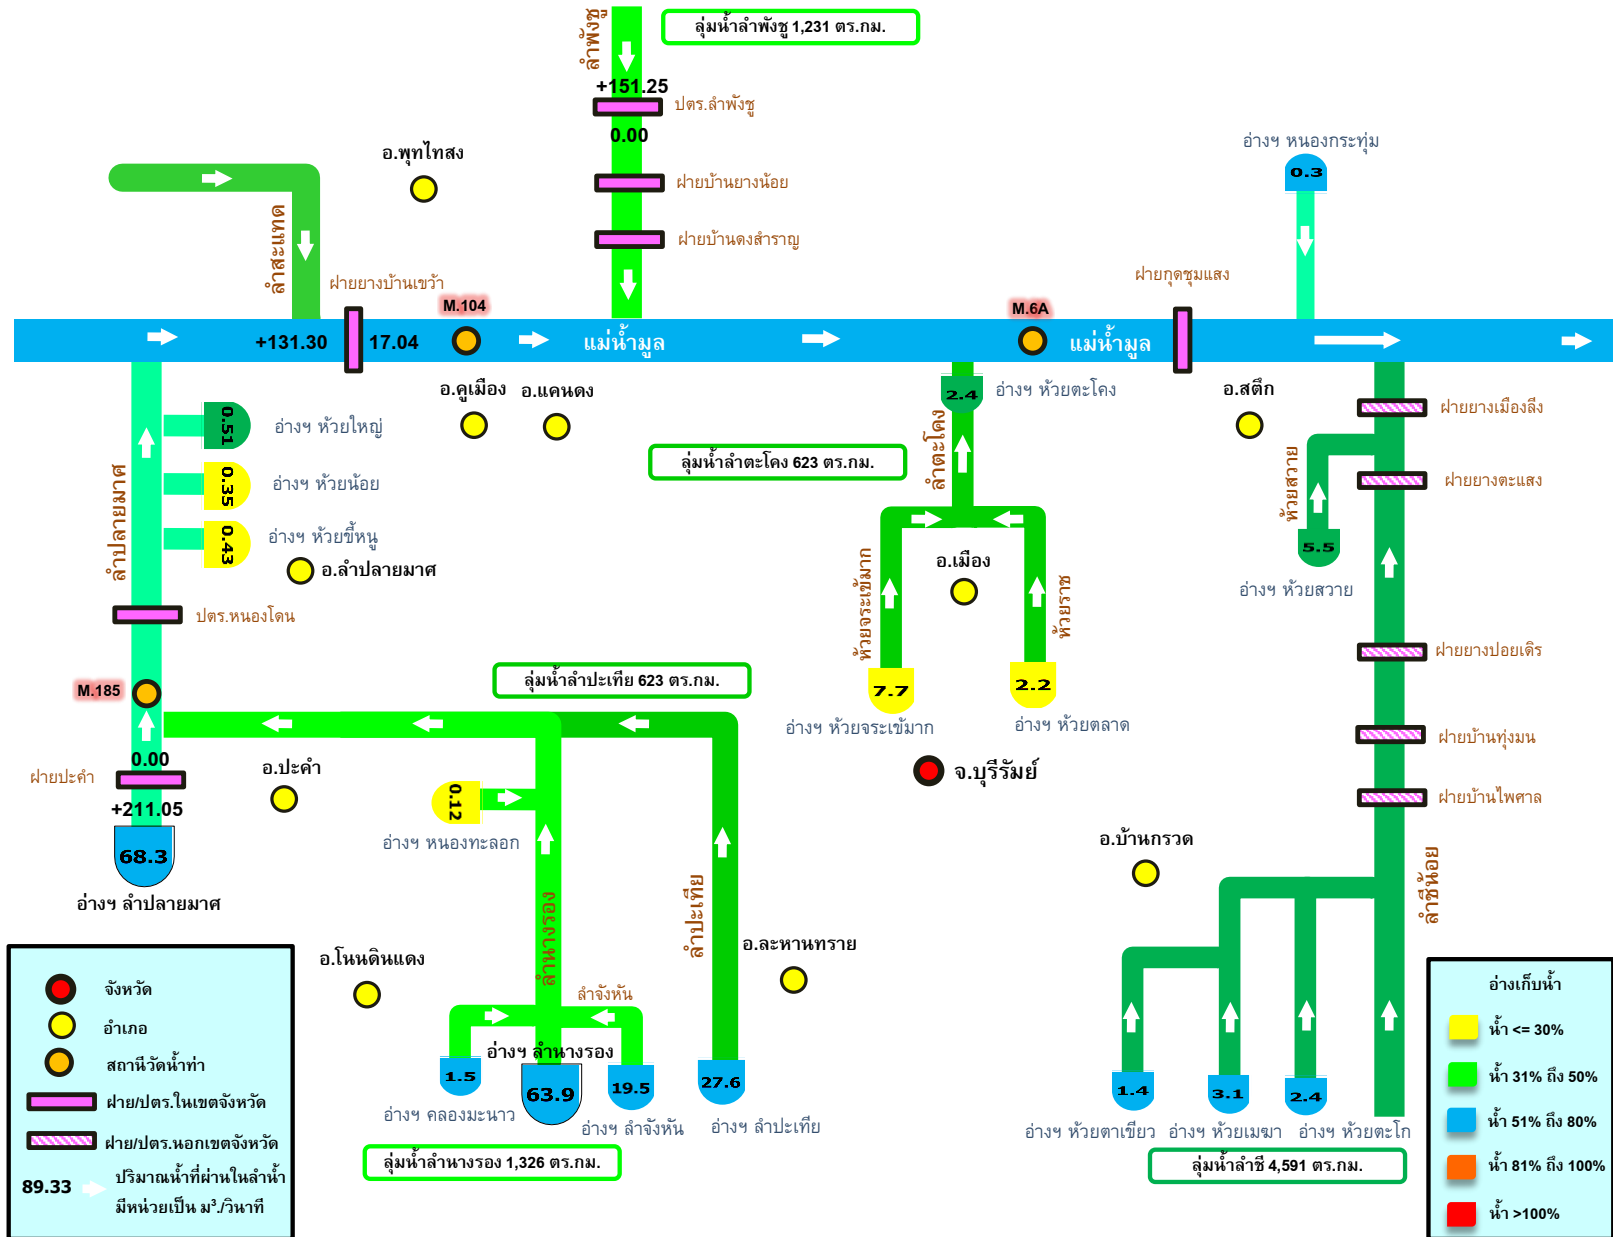 ลำพังชู
ลุ่มน้ำลำพังชู 1,231 ตร.กม.
+151.25
ปตร.ลำพังชู
0.00
อ.พุทไทสง
ฝายบ้านยางน้อย
ฝายบ้านดงสำราญ
อ่างฯ หนองกระทุ่ม
0.3
ลำสะแทด
ฝายยางบ้านเขว้า
M.104
M.6A
ฝายกุดชุมแสง
+131.30
17.04
แม่น้ำมูล
แม่น้ำมูล
อ.คูเมือง
อ.แคนดง
2.4
อ่างฯ ห้วยตะโคง
อ.สตึก
ฝายยางเมืองลีง
0.51
อ่างฯ ห้วยใหญ่
ลำตะโคง
ลุ่มน้ำลำตะโคง 623 ตร.กม.
0.35
อ่างฯ ห้วยน้อย
ฝายยางตะแสง
ห้วยสวาย
ลำปลายมาศ
0.43
อ่างฯ ห้วยขี้หนู
อ.ลำปลายมาศ
5.5
อ่างฯ ห้วยสวาย
อ.เมือง
ห้วยจระเข้มาก
ห้วยราช
ปตร.หนองโดน
ฝายยางปอยเดิร
ลุ่มน้ำลำปะเทีย 623 ตร.กม.
M.185
7.7
2.2
อ่างฯ ห้วยจระเข้มาก
อ่างฯ ห้วยตลาด
ฝายบ้านทุ่งมน
0.00
ฝายปะคำ
อ.ปะคำ
จ.บุรีรัมย์
+211.05
0.12
ฝายบ้านไพศาล
อ่างฯ หนองทะลอก
68.3
อ่างฯ ลำปลายมาศ
อ.บ้านกรวด
ลำชีน้อย
ลำนางรอง
ลำปะเทีย
อ.โนนดินแดง
อ.ละหานทราย
ลำจังหัน
อ่างฯ ลำนางรอง
1.5
63.9
19.5
27.6
อ่างฯ คลองมะนาว
อ่างฯ ลำจังหัน
อ่างฯ ลำปะเทีย
ลุ่มน้ำลำนางรอง 1,326 ตร.กม.
1.4
3.1
2.4
อ่างฯ ห้วยตาเขียว
อ่างฯ ห้วยเมฆา
อ่างฯ ห้วยตะโก
ลุ่มน้ำลำชี 4,591 ตร.กม.
จังหวัด
อำเภอ
สถานีวัดน้ำท่า
ฝาย/ปตร.ในเขตจังหวัด
ฝาย/ปตร.นอกเขตจังหวัด
89.33
ปริมาณน้ำที่ผ่านในลำน้ำ
มีหน่วยเป็น ม³./วินาที
อ่างเก็บน้ำ
น้ำ <= 30%
น้ำ 31% ถึง 50%
น้ำ 51% ถึง 80%
น้ำ 81% ถึง 100%
น้ำ >100%